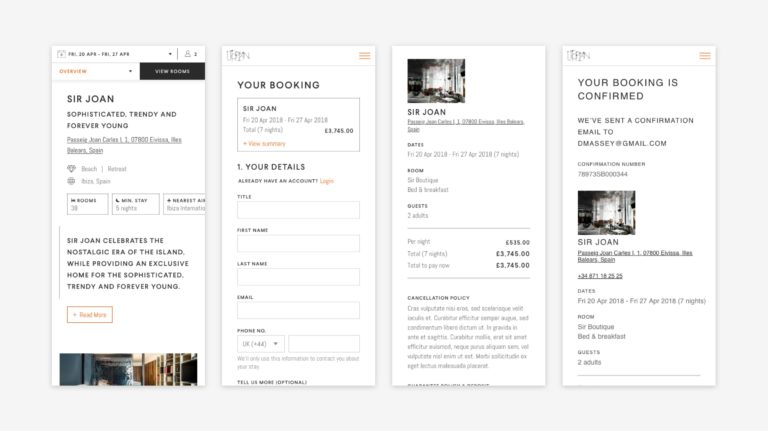 FRI, 20 APR - FRI, 27 APR
2
OVERVIEW
VIEW ROOMS
SIR JOAN
SOPHISTICATED, TRENDY AND
FOREVER YOUNG
Passeig Joan Carles I, 1, 07800 Eivissa, Illes
Balears, Spain
Beach | Retreat
Ibiza, Spain
ROOMS
38
MIN. STAY
5 nights
NEAREST AIR
Ibiza Internatio
SIR JOAN CELEBRATES THE
NOSTALGIC ERA OF THE ISLAND,
WHILE PROVIDING AN EXCLUSIVE
HOME FOR THE SOPHISTICATED,
TRENDY AND FOREVER YOUNG.
+ Read More
YOUR BOOKING
SIR JOAN
Fri 20 Apr 2018 - Fri 27 Apr 2018
Total (7 nights) £3,745.00
+ View summary
1. YOUR DETAILS
ALREADY HAVE AN ACCOUNT? Login
TITLE
FIRST NAME
LAST NAME
EMAIL
PHONE NO.
UK (+44)
We'll only use this information to contact you about
your stay
TELL US MORE (OPTIONAL)
SIR JOAN
Passeig Joan Carles I, 1, 07800 Eivissa, Illes Balears,
Spain
DATES
Fri 20 Apr 2018 - Fri 27 Apr 2018 (7 nights)
ROOM
Sir Boutique
Bed & breakfast
GUESTS
2 adults
Per night £535.00
Total (7 nights) £3,745.00
Total to pay now £3,745.00
CANCELLATION POLICY
Cras vulputate nisi eros, sed scelerisque velit
iaculis et. Curabitur efficitur semper augue, sed
condimentum libero dictum ut. In gravida in
ante et sagittis. Curabitur mollis, erat sit amet
efficitur euismod, neque purus aliquam sem, vel
vulputate nisl enim ut est. Morbi sollicitudin ex
eget lectus malesuada placerat.
GUARANTEE POLICY & DEPOSIT
YOUR BOOKING IS
CONFIRMED
WE'VE SENT A CONFIRMATION
EMAIL TO
DMASSEY@GMAIL.COM
CONFIRMATION NUMBER
78973SB000344
SIR JOAN
Passeig Joan Carles I, 1, 07800 Eivissa, Illes
Balears, Spain
+34 871 18 25 25
DATES
Fri 20 Apr 2018 - Fri 27 Apr 2018 (7 nights)
ROOM
Sir Boutique
Bed & breakfast
GUESTS
2 adults